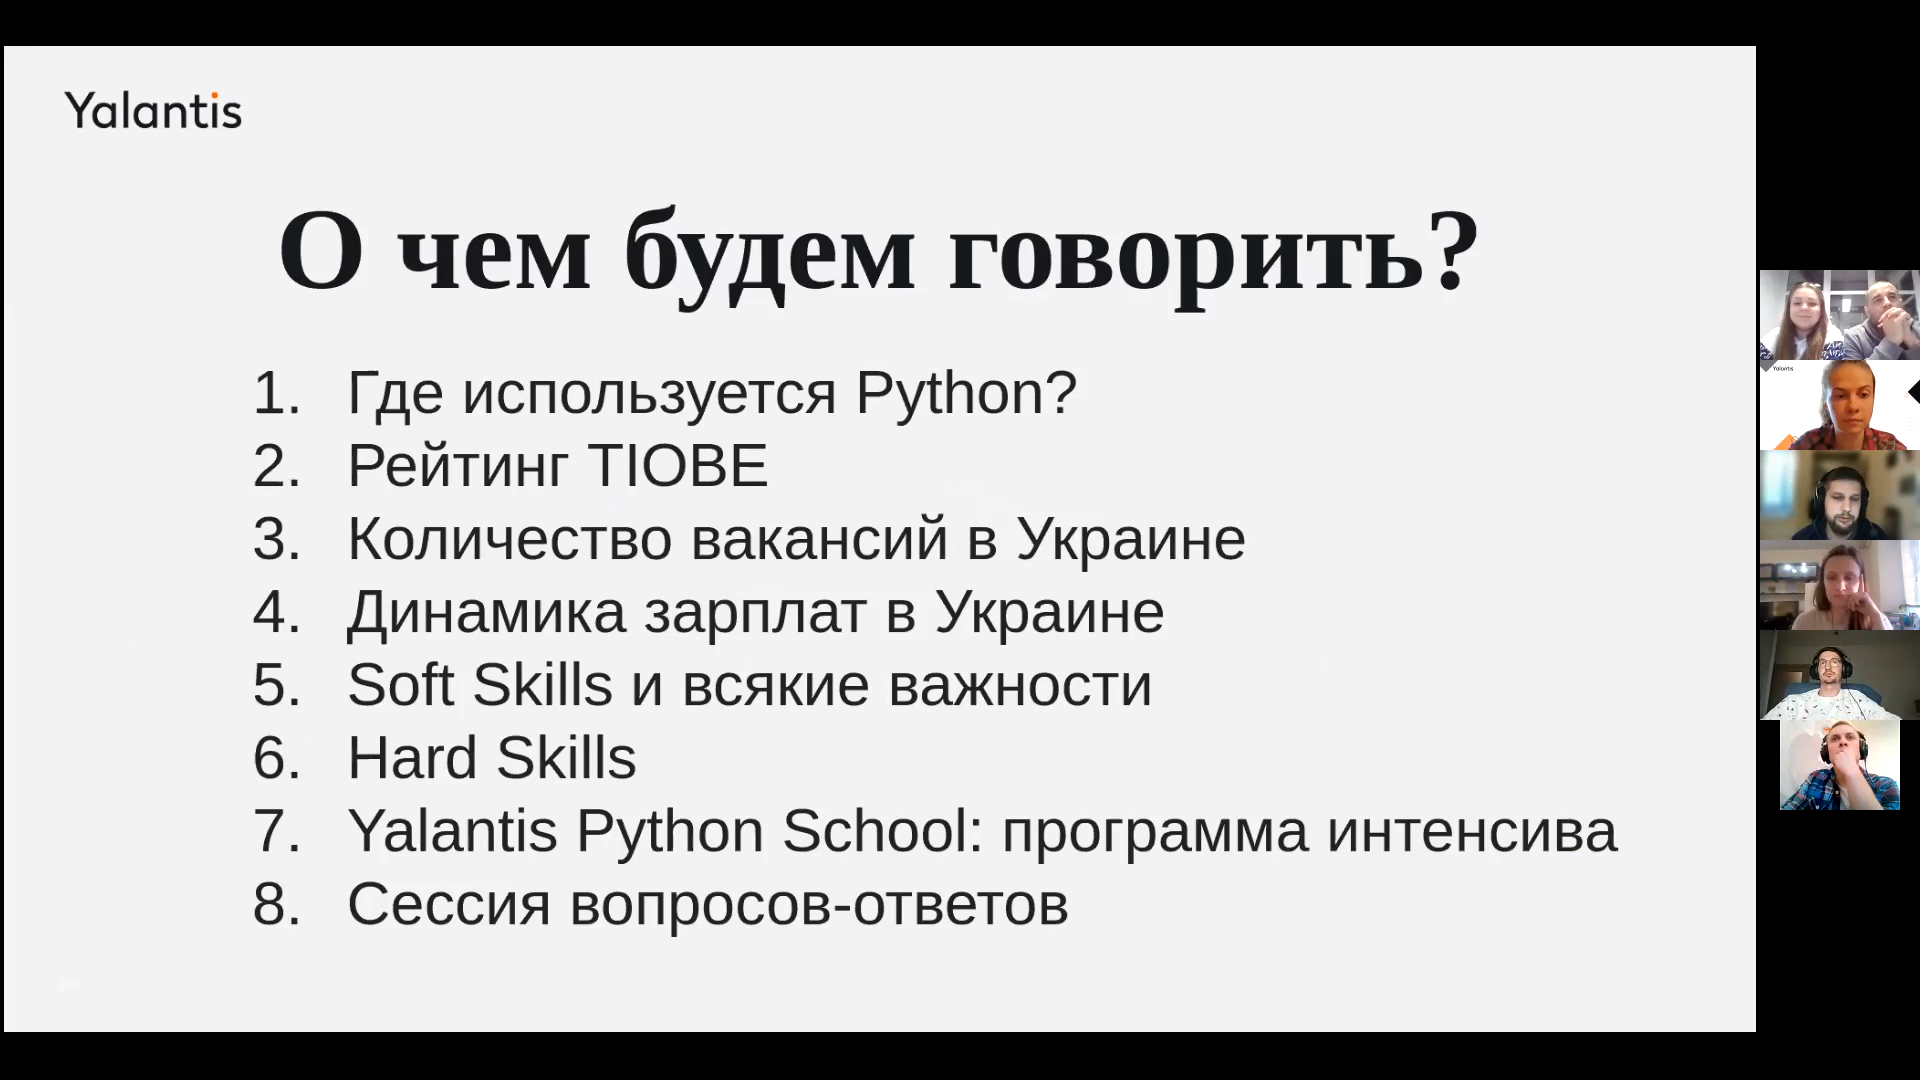 Yalantis
О чем будем говорить?
1. Где используется Python?
2. Рейтинг TIOBE
3. Количество вакансий в Украине
4. Динамика зарплат в Украине
5. Soft Skills и всякие важности
6. Hard Skills
7. Yalantis Python School: программа интенсива
8. Сессия вопросов-ответов
Yalantis